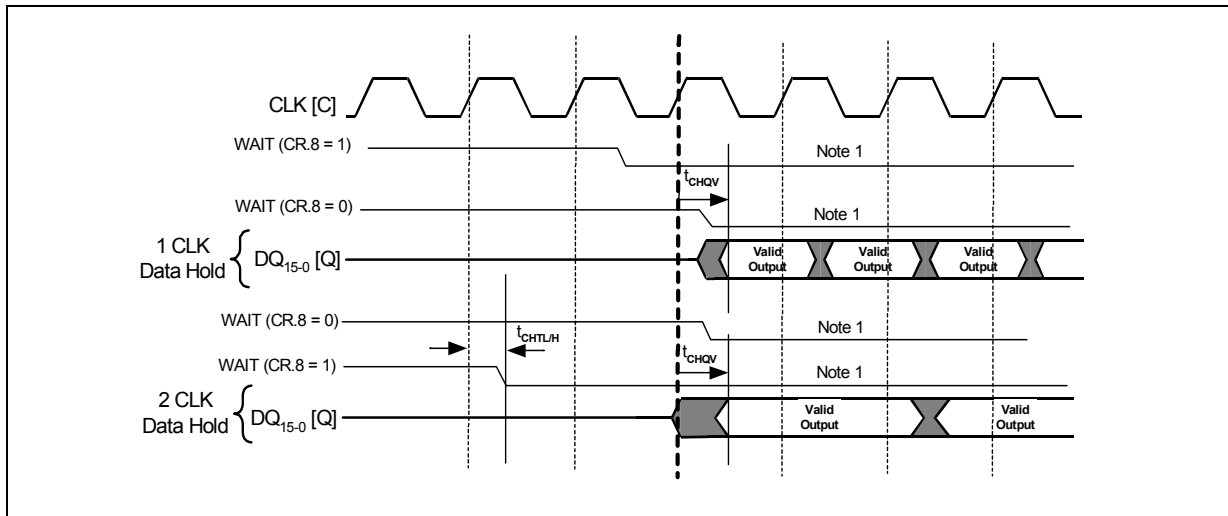 CLK [C]
WAIT (CR.8 = 1)
Note 1
tCHQV
WAIT (CR.8 = 0)
Note 1
1 CLK
Data Hold
DQ15-0 [Q]
Valid
Output
Valid
Output
Valid
Output
WAIT (CR.8 = 0)
tCHTL/H
Note 1
tCHQV
WAIT (CR.8 = 1)
Note 1
2 CLK
Data Hold
DQ15-0 [Q]
Valid
Output
Valid
Output